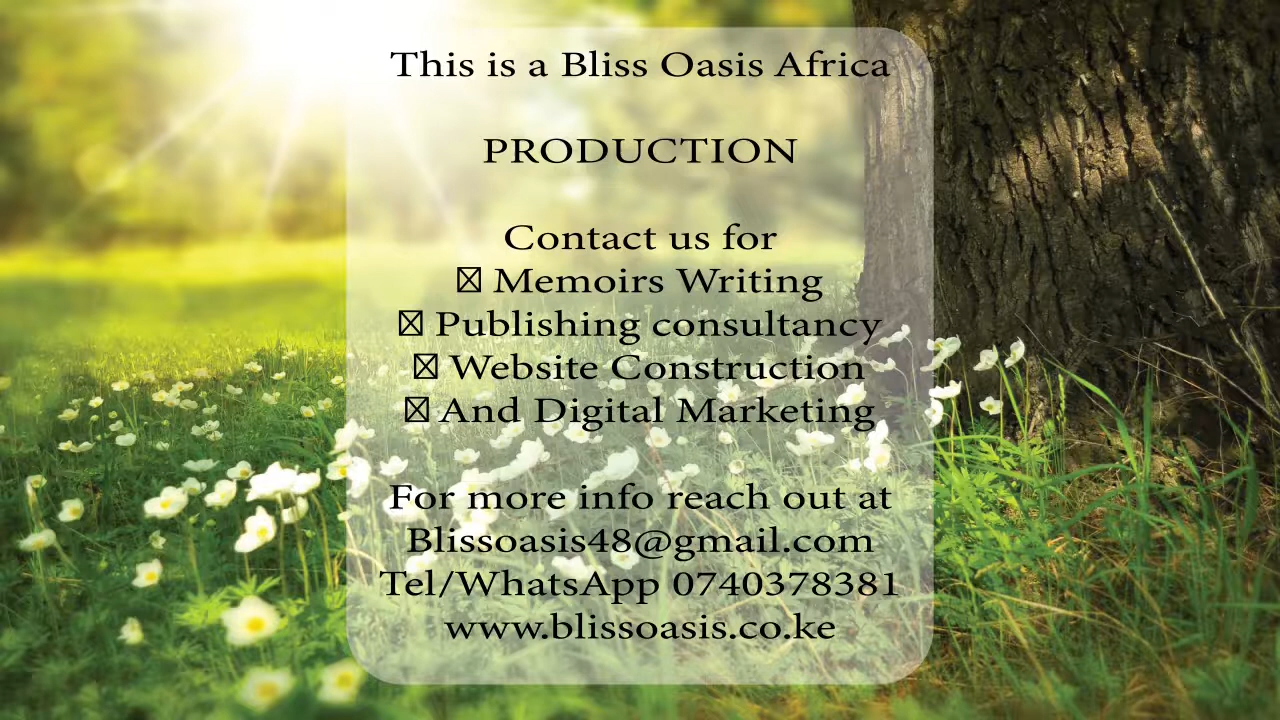 This is a Bliss Oasis Africa
PRODUCTION
Contact us for
☒ Memoirs Writing
☒ Publishing consultancy
☒ Website Construction
☒ And Digital Marketing
For more info reach out at
Blissoasis48@gmail.com
Tel/WhatsApp 0740378381
www.blissoasis.co.ke